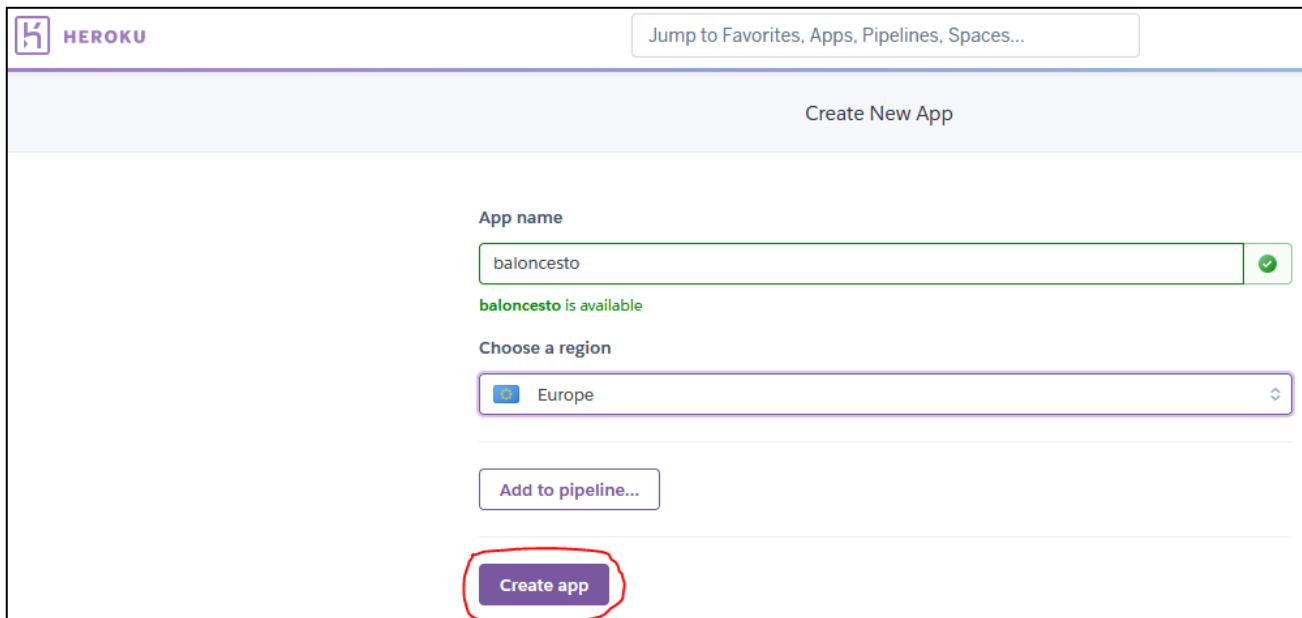 HEROKU
Jump to Favorites, Apps, Pipelines, Spaces...
Create New App
App name
baloncesto
baloncesto is available
Choose a region
Europe
Add to pipeline...
Create app